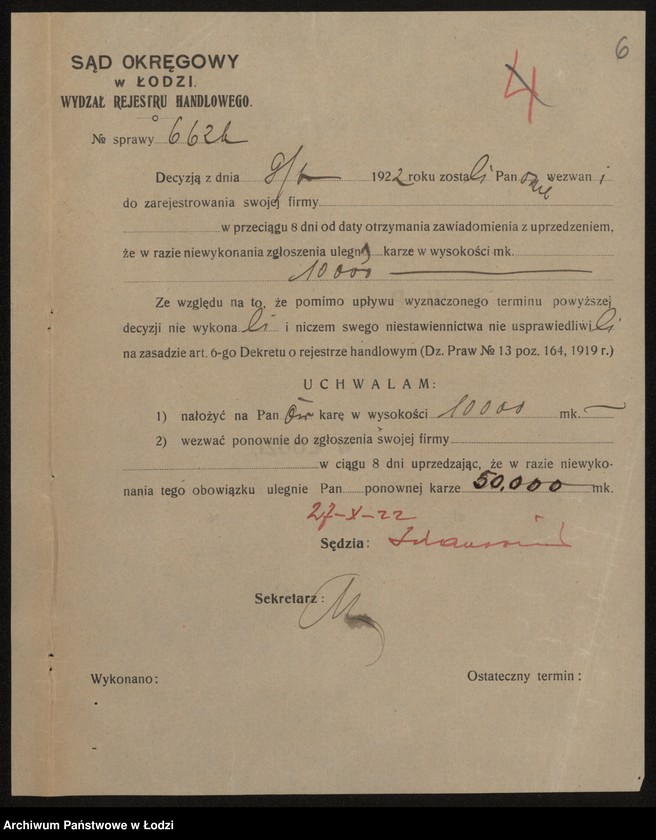 6
4
SĄD OKRĘGOWY
w ŁODZI.
WYDZAŁ REJESTRU HANDLOWEGO.
№ sprawy 662
Decyzją z dnia 1922 roku zostali Panowie wezwani
do zarejestrowania swojej firmy
w przeciągu 8 dni od daty otrzymania zawiadomienia z uprzedzeniem,
że w razie niewykonania zgłoszenia ulegną karze w wysokości mk.
10000
Ze względu na to, że pomimo upływu wyznaczonego terminu powyższej
decyzji nie wykonali i niczem swego niestawiennictwa nie usprawiedliwili
na zasadzie art. 6-go Dekretu o rejestrze handlowym (Dz. Praw № 13 poz. 164, 1919 r.)
UCHWALAM:
1) nałożyć na Pan ów karę w wysokości 10000 mk.
2) wezwać ponownie do zgłoszenia swojej firmy
w ciągu 8 dni uprzedzając, że w razie niewyko-
nania tego obowiązku ulegnie Pan ponownej karze 50.000 mk.
27-X-22
Sędzia:
Sekretarz:
Wykonano:
Ostateczny termin:
Archiwum Państwowe w Łodzi